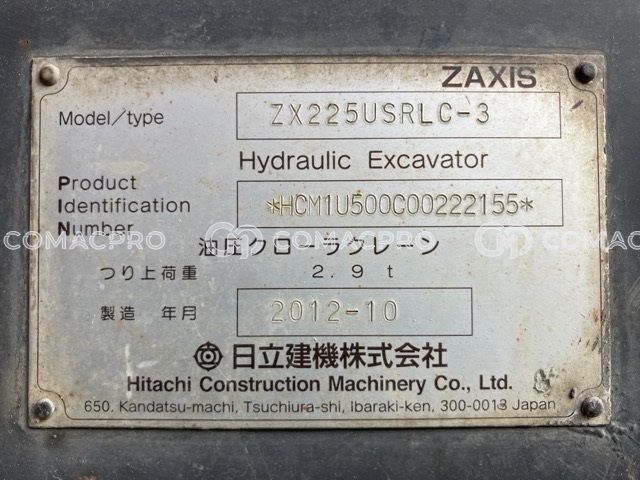 ZAXIS
Model/type ZX225USRLC-3
Hydraulic Excavator
Product
Identification *HCM1U500C00222155*
Number
油圧クローラクレーン
つり上荷重 2.9 t
製造 年月 2012-10
日立建機株式会社
Hitachi Construction Machinery Co., Ltd.
650, Kandatsu-machi, Tsuchiura-shi, Ibaraki-ken, 300-0013 Japan
COMACPRO COMACPRO COMACPRO